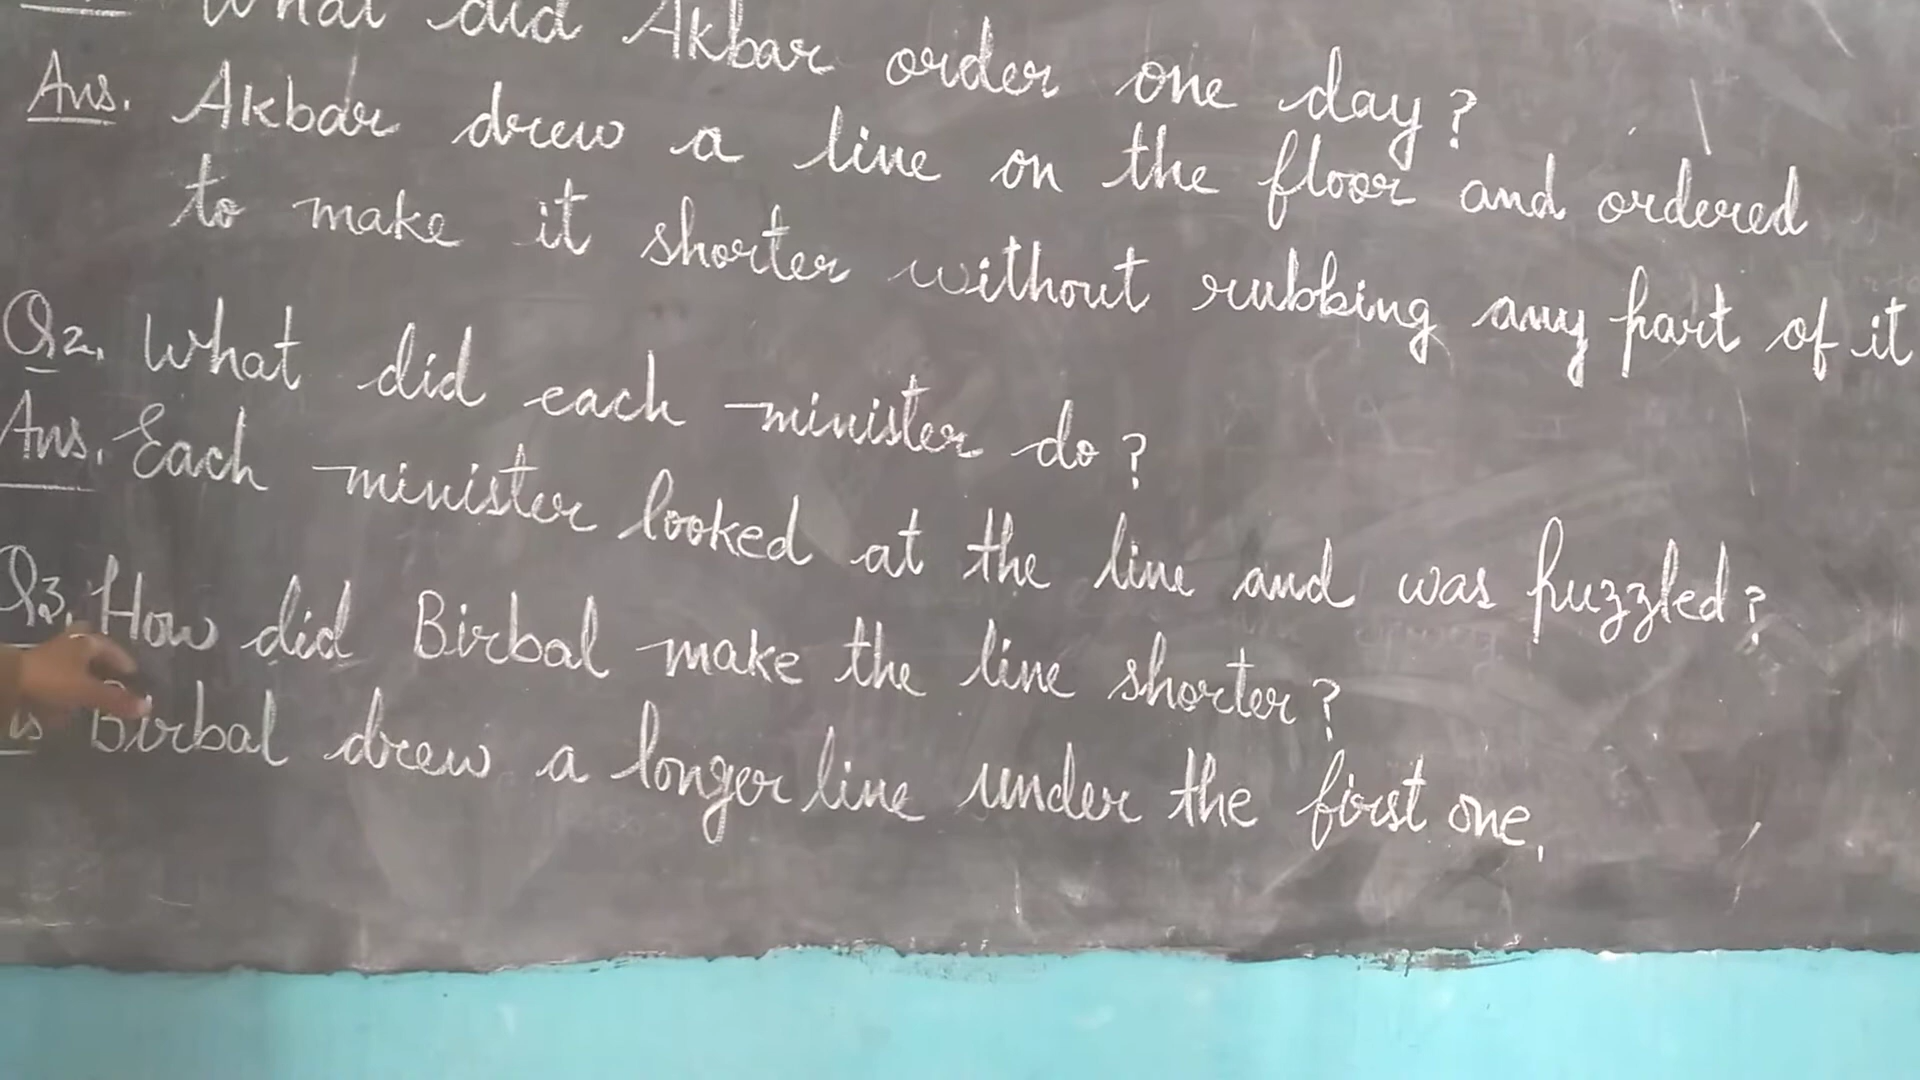 What did Akbar order one day?
Ans. Akbar drew a line on the floor and ordered
to make it shorter without rubbing any part of it
Q2. What did each minister do?
Ans. Each minister looked at the line and was puzzled?
Q3. How did Birbal make the line shorter?
s Birbal drew a longer line under the first one.